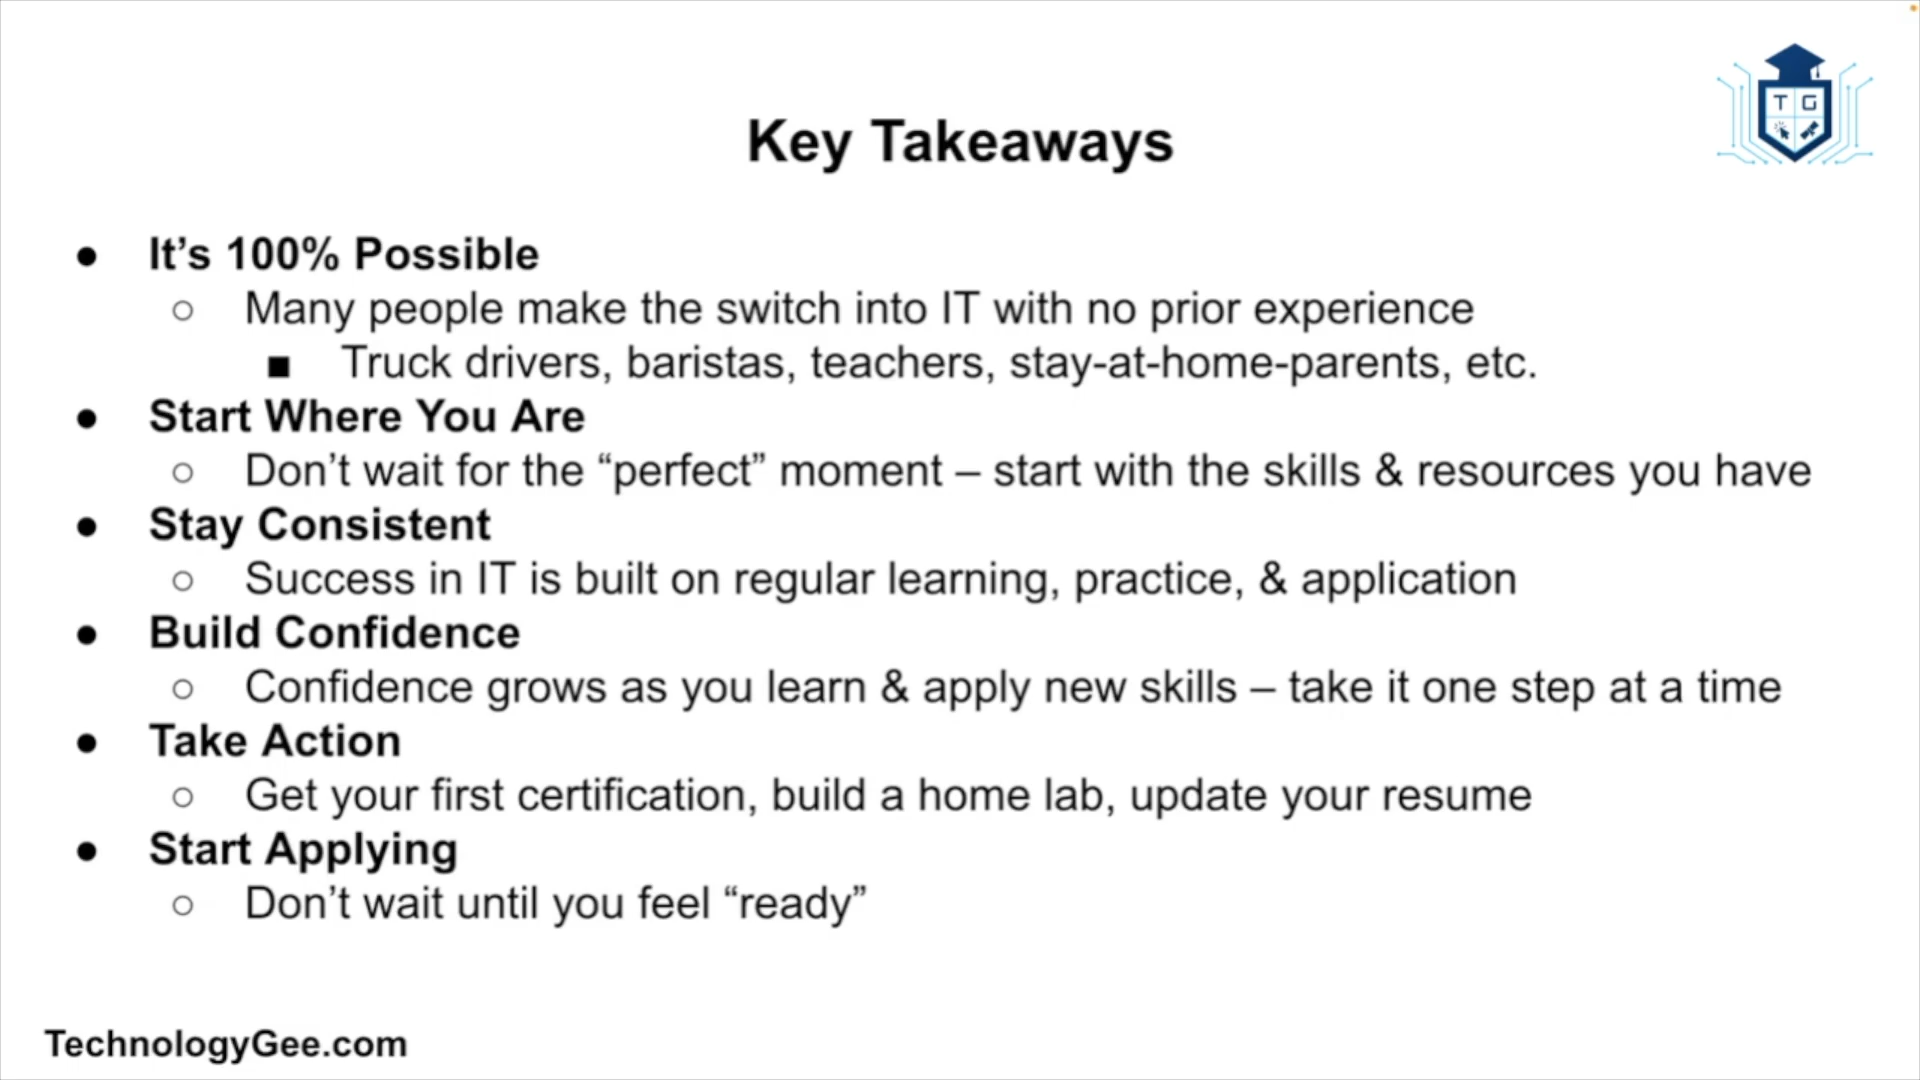 T G
Key Takeaways
● It’s 100% Possible
○ Many people make the switch into IT with no prior experience
■ Truck drivers, baristas, teachers, stay-at-home-parents, etc.
● Start Where You Are
○ Don’t wait for the “perfect” moment – start with the skills & resources you have
● Stay Consistent
○ Success in IT is built on regular learning, practice, & application
● Build Confidence
○ Confidence grows as you learn & apply new skills – take it one step at a time
● Take Action
○ Get your first certification, build a home lab, update your resume
● Start Applying
○ Don’t wait until you feel “ready”
TechnologyGee.com